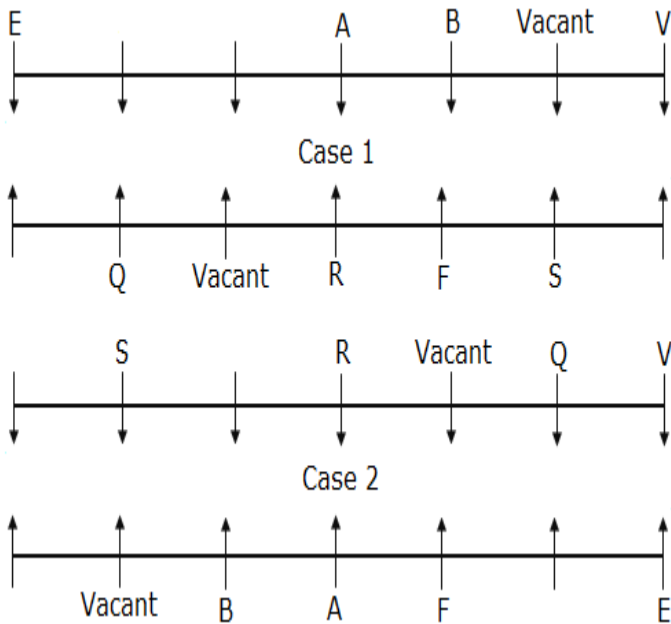 E A B Vacant V
Case 1
Q Vacant R F S
S R Vacant Q V
Case 2
Vacant B A F E